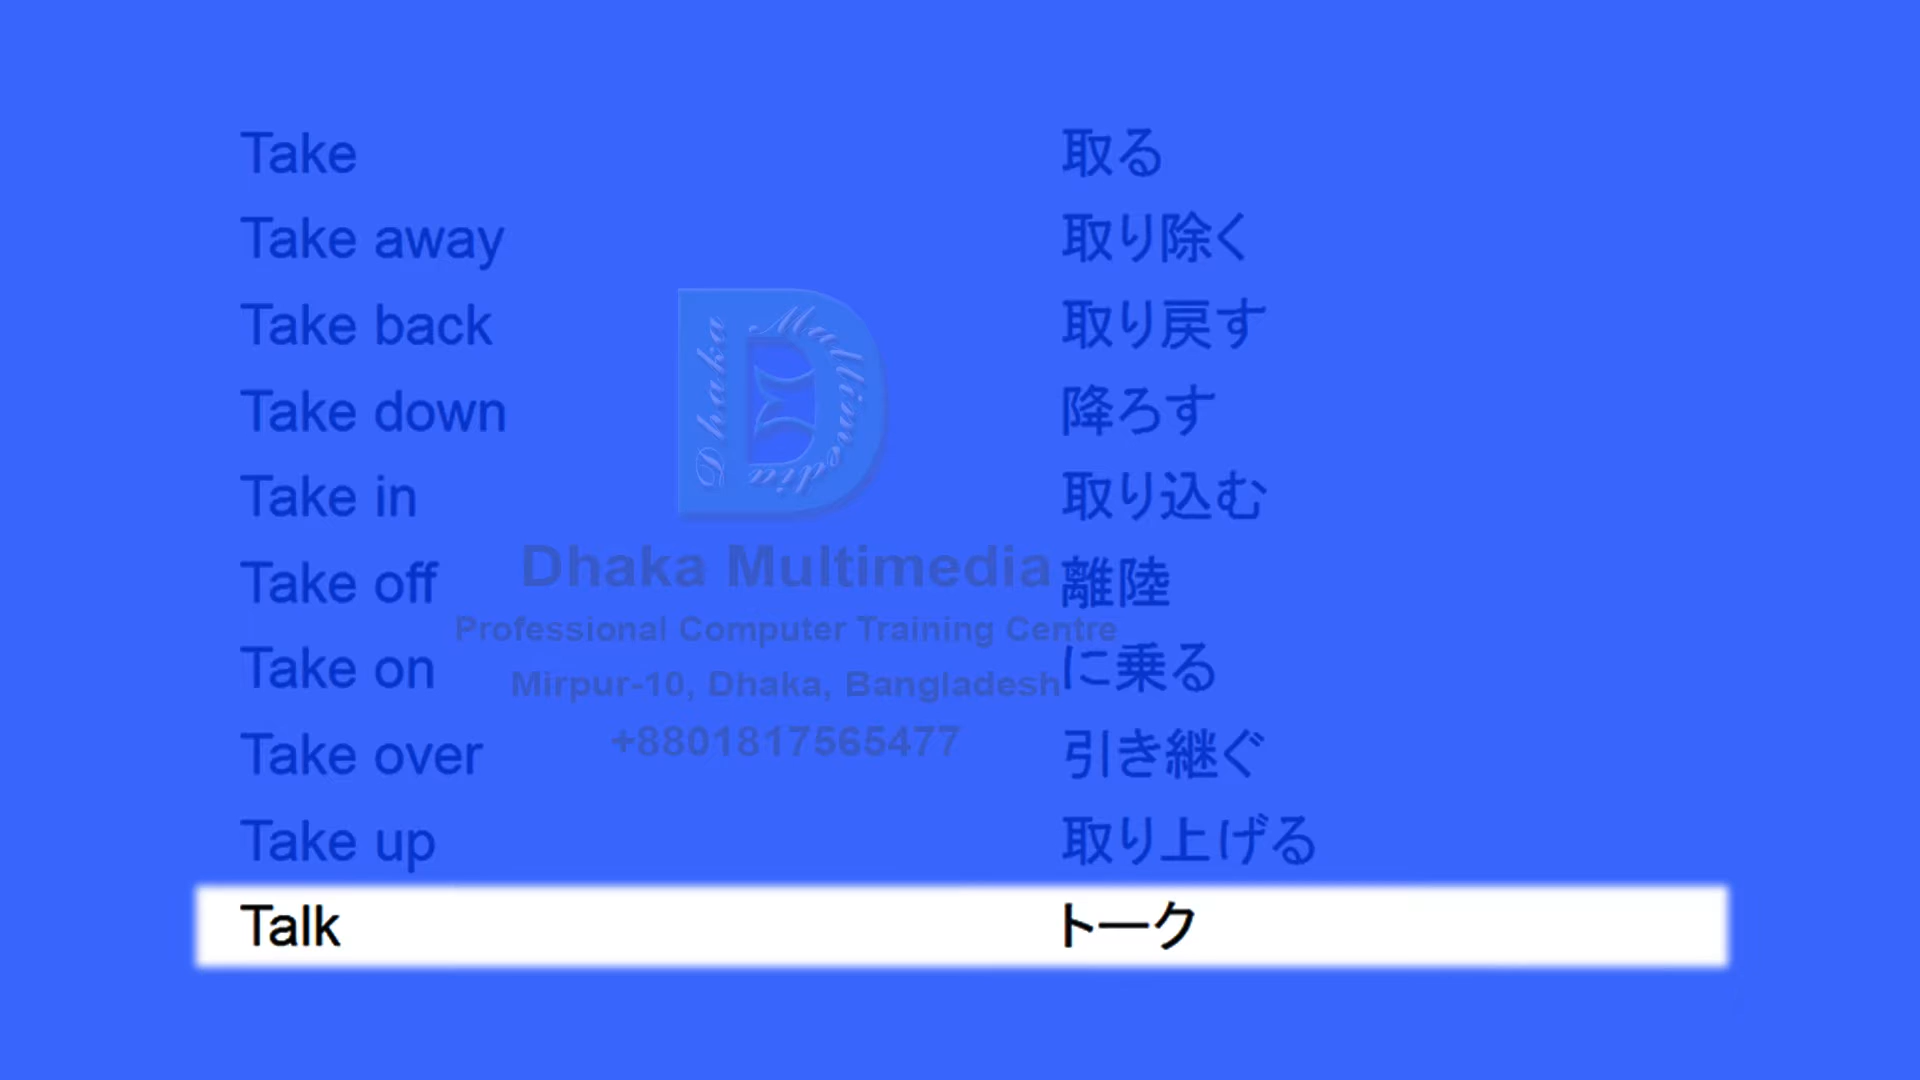 Take 取る
Take away 取り除く
Take back 取り戻す
Take down 降ろす
Take in 取り込む
Take off 離陸
Take on に乗る
Take over 引き継ぐ
Take up 取り上げる
Talk トーク
Dhaka Multimedia
Dhaka Multimedia
Professional Computer Training Centre
Mirpur-10, Dhaka, Bangladesh
+8801817565477